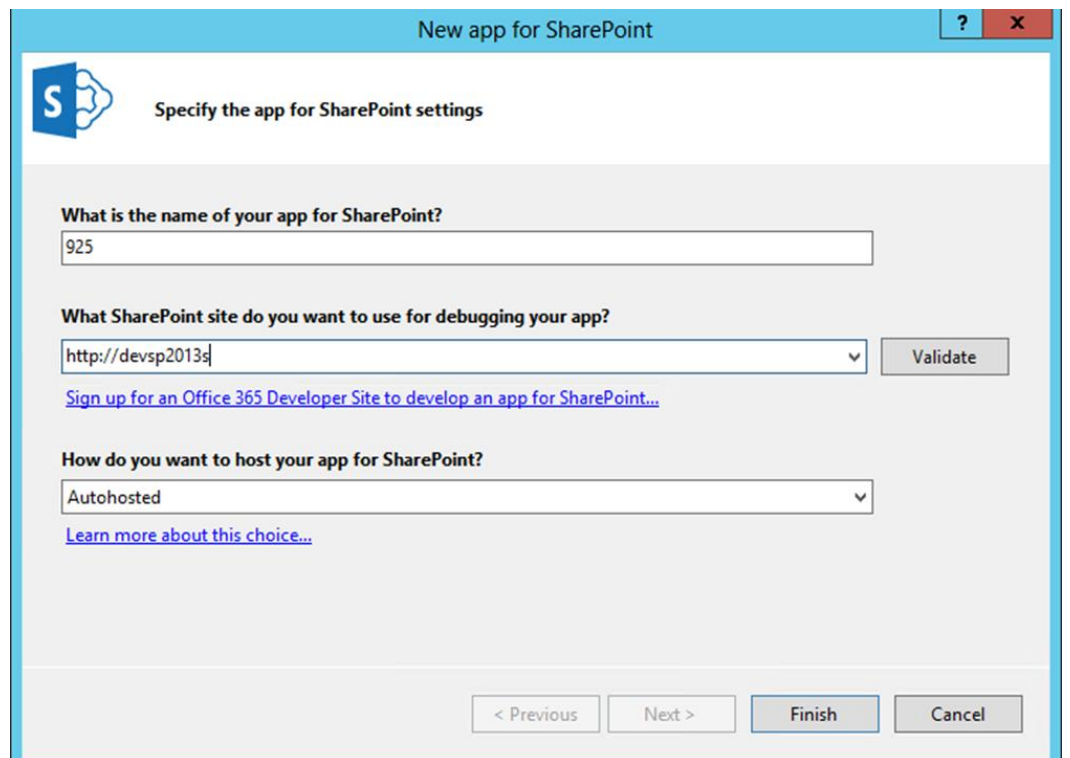 New app for SharePoint
? x
S
Specify the app for SharePoint settings
What is the name of your app for SharePoint?
925
What SharePoint site do you want to use for debugging your app?
http://devsp2013s
Validate
Sign up for an Office 365 Developer Site to develop an app for SharePoint...
How do you want to host your app for SharePoint?
Autohosted
Learn more about this choice...
< Previous Next > Finish Cancel